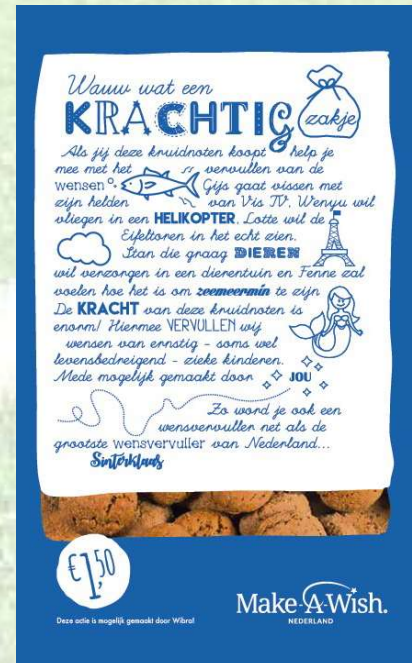 Wauw wat een
KRACHTIG zakje
Als jij deze kruidnoten koopt help je
mee met het vervullen van de
wensen. Gijs gaat vissen met
zijn helden van Vis TV. Wenyu wil
vliegen in een HELIKOPTER. Lotte wil de
Eifeltoren in het echt zien.
Stan die graag DIEREN
wil verzorgen in een dierentuin en Fenne zal
voelen hoe het is om zeemeermin te zijn
De KRACHT van deze kruidnoten is
enorm! Hiermee VERVULLEN wij
wensen van ernstig - soms wel
levensbedreigend - zieke kinderen.
Mede mogelijk gemaakt door JOU
Zo word je ook een
wensvervuller net als de
grootste wensvervuller van Nederland...
Sinterklaas
€1,50
Deze actie is mogelijk gemaakt door Wibra!
Make-A-Wish.
NEDERLAND